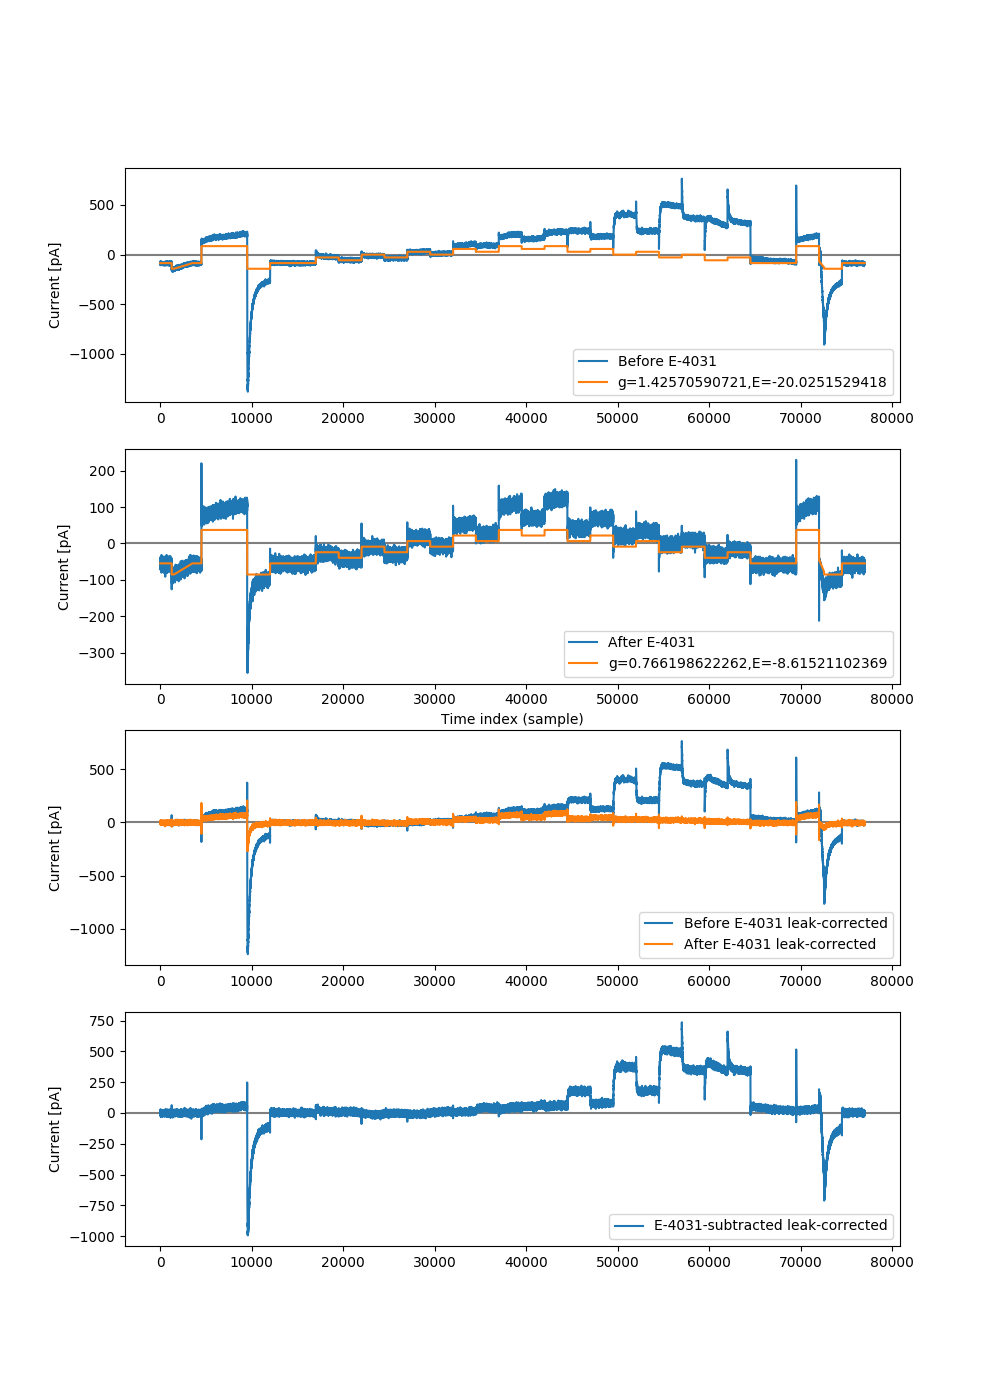 500
0
−500
−1000
Current [pA]
Before E-4031
g=1.42570590721,E=-20.0251529418
0 10000 20000 30000 40000 50000 60000 70000 80000
200
100
0
−100
−200
−300
Current [pA]
After E-4031
g=0.766198622262,E=-8.61521102369
0 10000 20000 30000 40000 50000 60000 70000 80000
Time index (sample)
500
0
−500
−1000
Current [pA]
Before E-4031 leak-corrected
After E-4031 leak-corrected
0 10000 20000 30000 40000 50000 60000 70000 80000
750
500
250
0
−250
−500
−750
−1000
Current [pA]
E-4031-subtracted leak-corrected
0 10000 20000 30000 40000 50000 60000 70000 80000